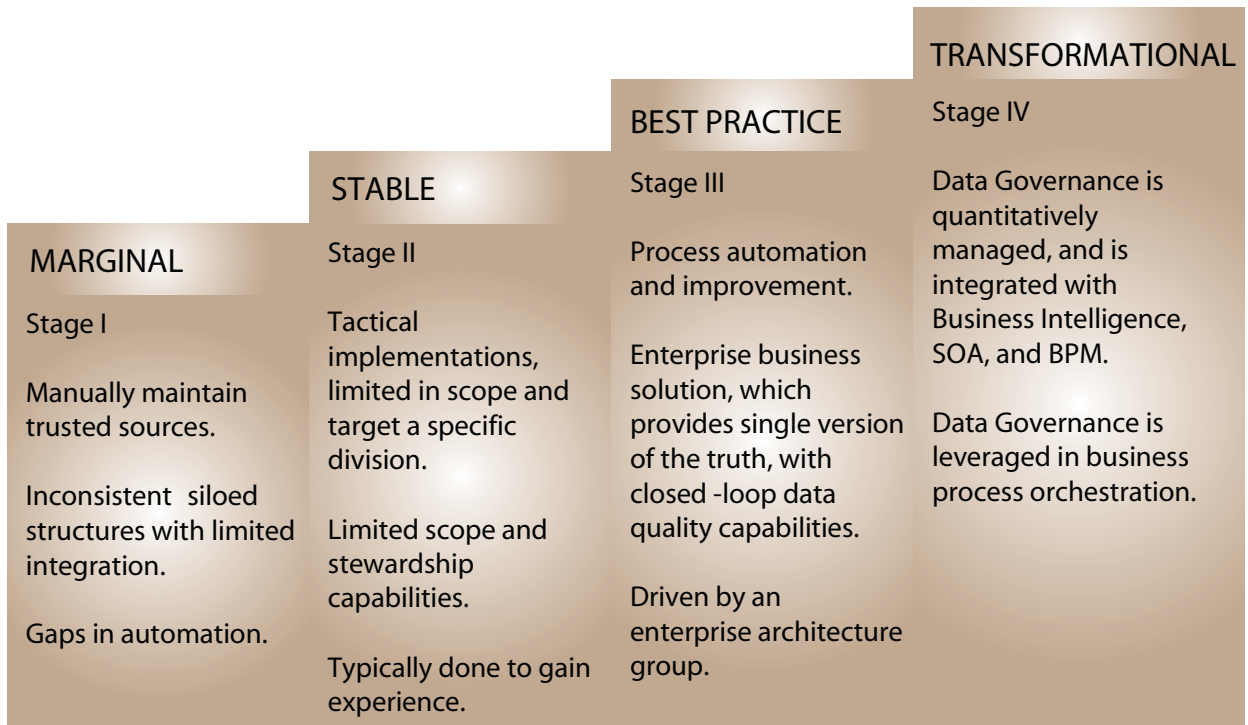 MARGINAL
Stage I
Manually maintain
trusted sources.
Inconsistent siloed
structures with limited
integration.
Gaps in automation.
STABLE
Stage II
Tactical
implementations,
limited in scope and
target a specific
division.
Limited scope and
stewardship
capabilities.
Typically done to gain
experience.
BEST PRACTICE
Stage III
Process automation
and improvement.
Enterprise business
solution, which
provides single version
of the truth, with
closed -loop data
quality capabilities.
Driven by an
enterprise architecture
group.
TRANSFORMATIONAL
Stage IV
Data Governance is
quantitatively
managed, and is
integrated with
Business Intelligence,
SOA, and BPM.
Data Governance is
leveraged in business
process orchestration.